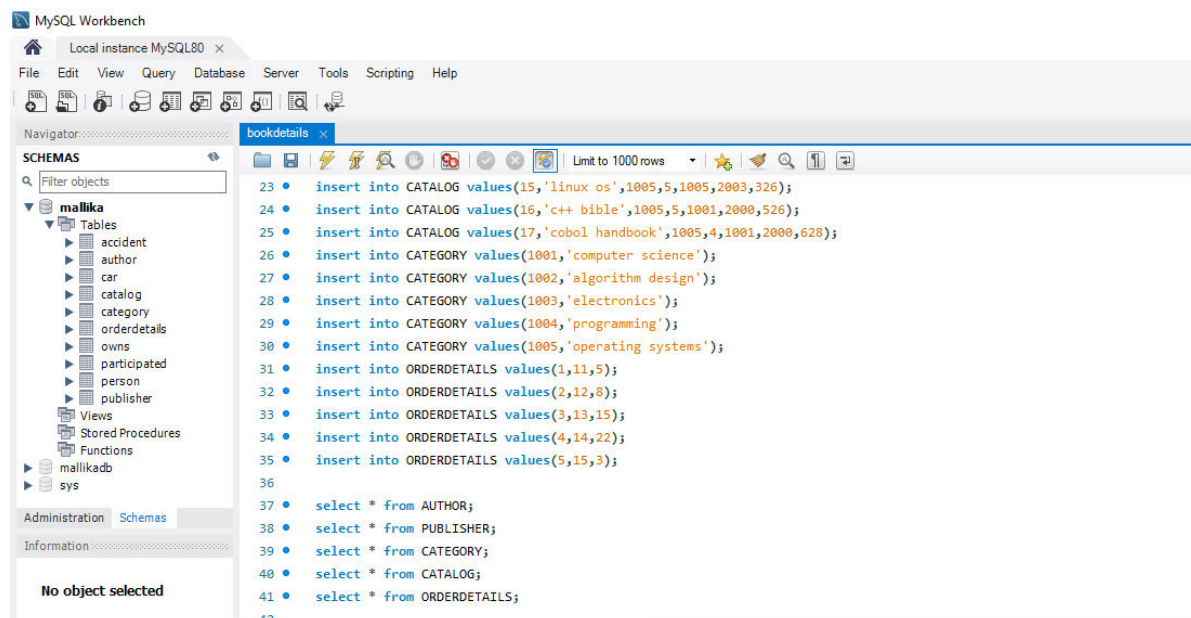 MySQL Workbench
Local instance MySQL80 ×
File Edit View Query Database Server Tools Scripting Help
Navigator
SCHEMAS
Filter objects
mallika
Tables
accident
author
car
catalog
category
orderdetails
owns
participated
person
publisher
Views
Stored Procedures
Functions
mallikadb
sys
Administration Schemas
Information
No object selected
bookdetails ×
Limit to 1000 rows
23 insert into CATALOG values(15,'linux os',1005,5,1005,2003,326);
24 insert into CATALOG values(16,'c++ bible',1005,5,1001,2000,526);
25 insert into CATALOG values(17,'cobol handbook',1005,4,1001,2000,628);
26 insert into CATEGORY values(1001,'computer science');
27 insert into CATEGORY values(1002,'algorithm design');
28 insert into CATEGORY values(1003,'electronics');
29 insert into CATEGORY values(1004,'programming');
30 insert into CATEGORY values(1005,'operating systems');
31 insert into ORDERDETAILS values(1,11,5);
32 insert into ORDERDETAILS values(2,12,8);
33 insert into ORDERDETAILS values(3,13,15);
34 insert into ORDERDETAILS values(4,14,22);
35 insert into ORDERDETAILS values(5,15,3);
36
37 select * from AUTHOR;
38 select * from PUBLISHER;
39 select * from CATEGORY;
40 select * from CATALOG;
41 select * from ORDERDETAILS;